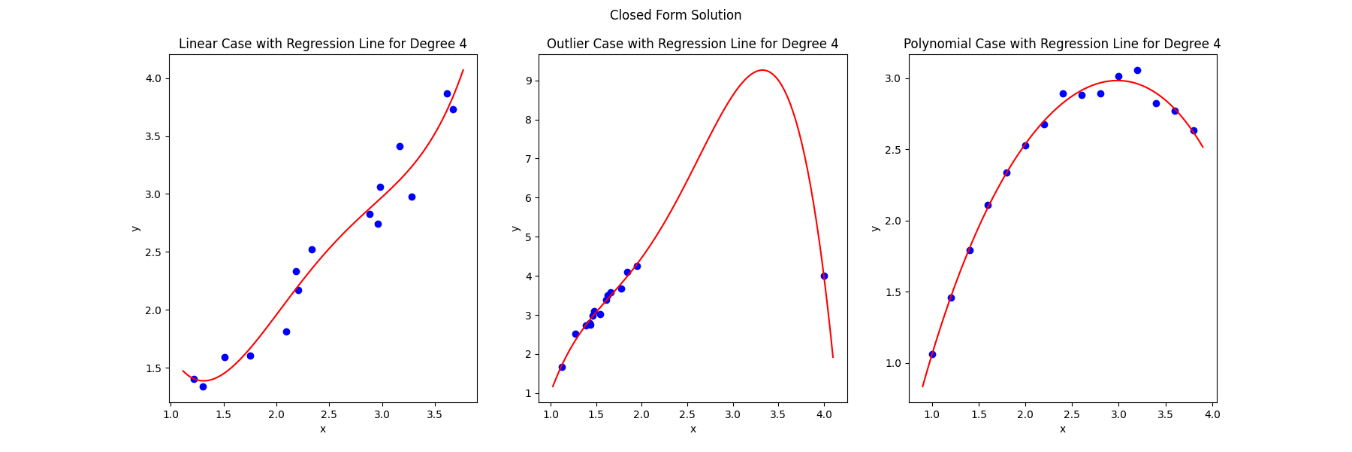 Closed Form Solution
Linear Case with Regression Line for Degree 4
4.0
3.5
3.0
2.5
2.0
1.5
y
1.0 1.5 2.0 2.5 3.0 3.5
x
Outlier Case with Regression Line for Degree 4
9
8
7
6
5
4
3
2
1
y
1.0 1.5 2.0 2.5 3.0 3.5 4.0
x
Polynomial Case with Regression Line for Degree 4
3.0
2.5
2.0
1.5
1.0
y
1.0 1.5 2.0 2.5 3.0 3.5 4.0
x